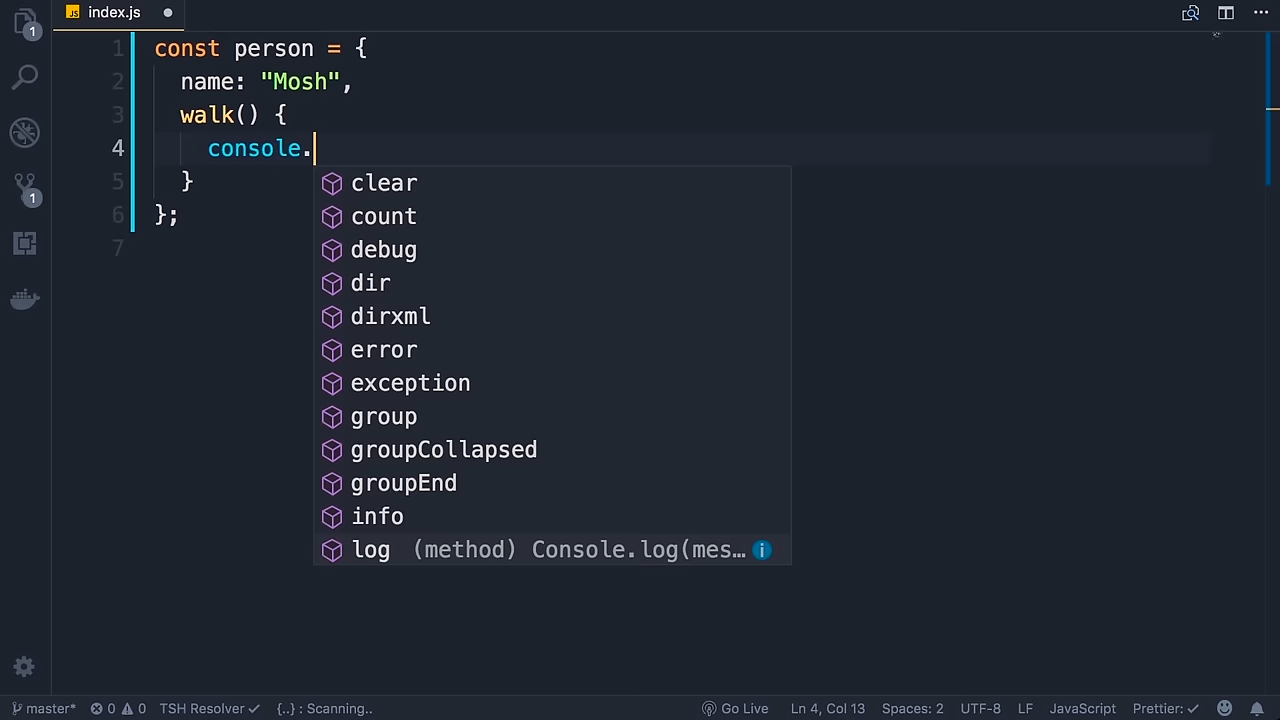 index.js
1
1 const person = {
2 name: "Mosh",
3 walk() {
4 console.
5 }
6 };
7
clear
count
debug
dir
dirxml
error
exception
group
groupCollapsed
groupEnd
info
log (method) Console.log(mes…
1
master* 0 0 TSH Resolver {..} : Scanning.. Go Live Ln 4, Col 13 Spaces: 2 UTF-8 LF JavaScript Prettier: